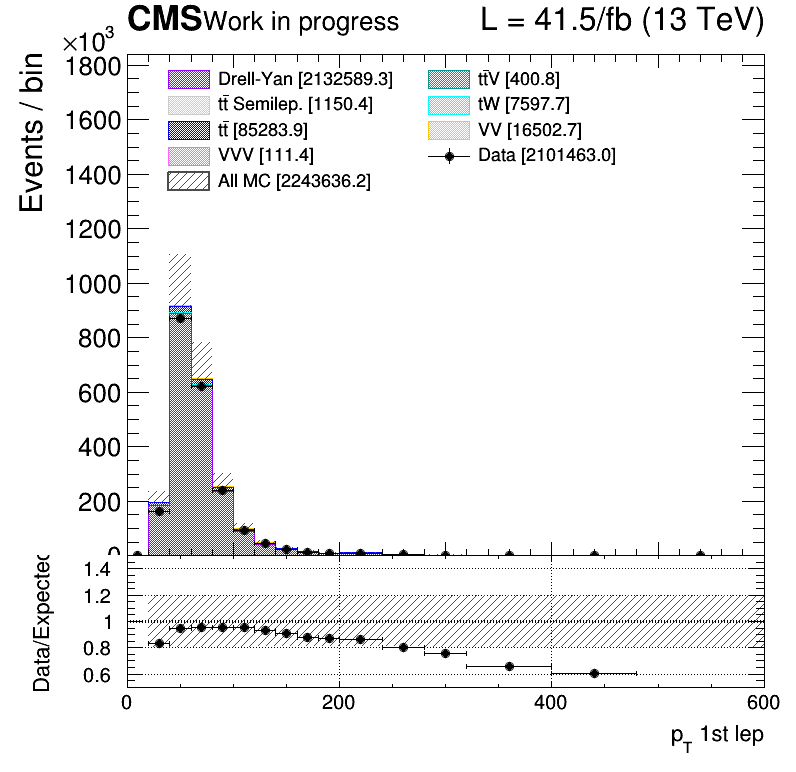 CMS Work in progress L = 41.5/fb (13 TeV)
×10³
Events / bin
1800
1600
1400
1200
1000
800
600
400
200
0
Drell-Yan [2132589.3]
tt̄ Semilep. [1150.4]
tt̄ [85283.9]
VVV [111.4]
All MC [2243636.2]
tt̄V [400.8]
tW [7597.7]
VV [16502.7]
Data [2101463.0]
Data/Expected
1.4
1.2
1
0.8
0.6
0 200 400 600
p_T 1st lep